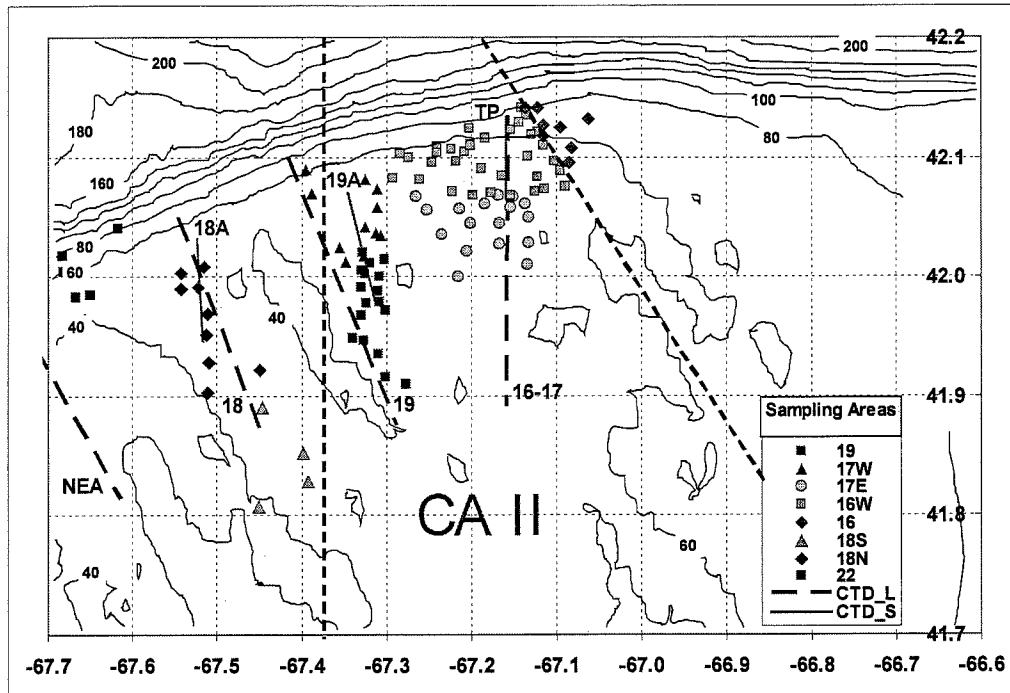 42.2
200
200
180
100
TP
80
42.1
160
19A
18A
80
60
42.0
40
40
41.9
18
19
16-17
Sampling Areas
19
17W
17E
16W
16
18S
18N
22
CTD_L
CTD_S
NEA
CA II
41.8
60
40
41.7
-67.7 -67.6 -67.5 -67.4 -67.3 -67.2 -67.1 -67.0 -66.9 -66.8 -66.7 -66.6